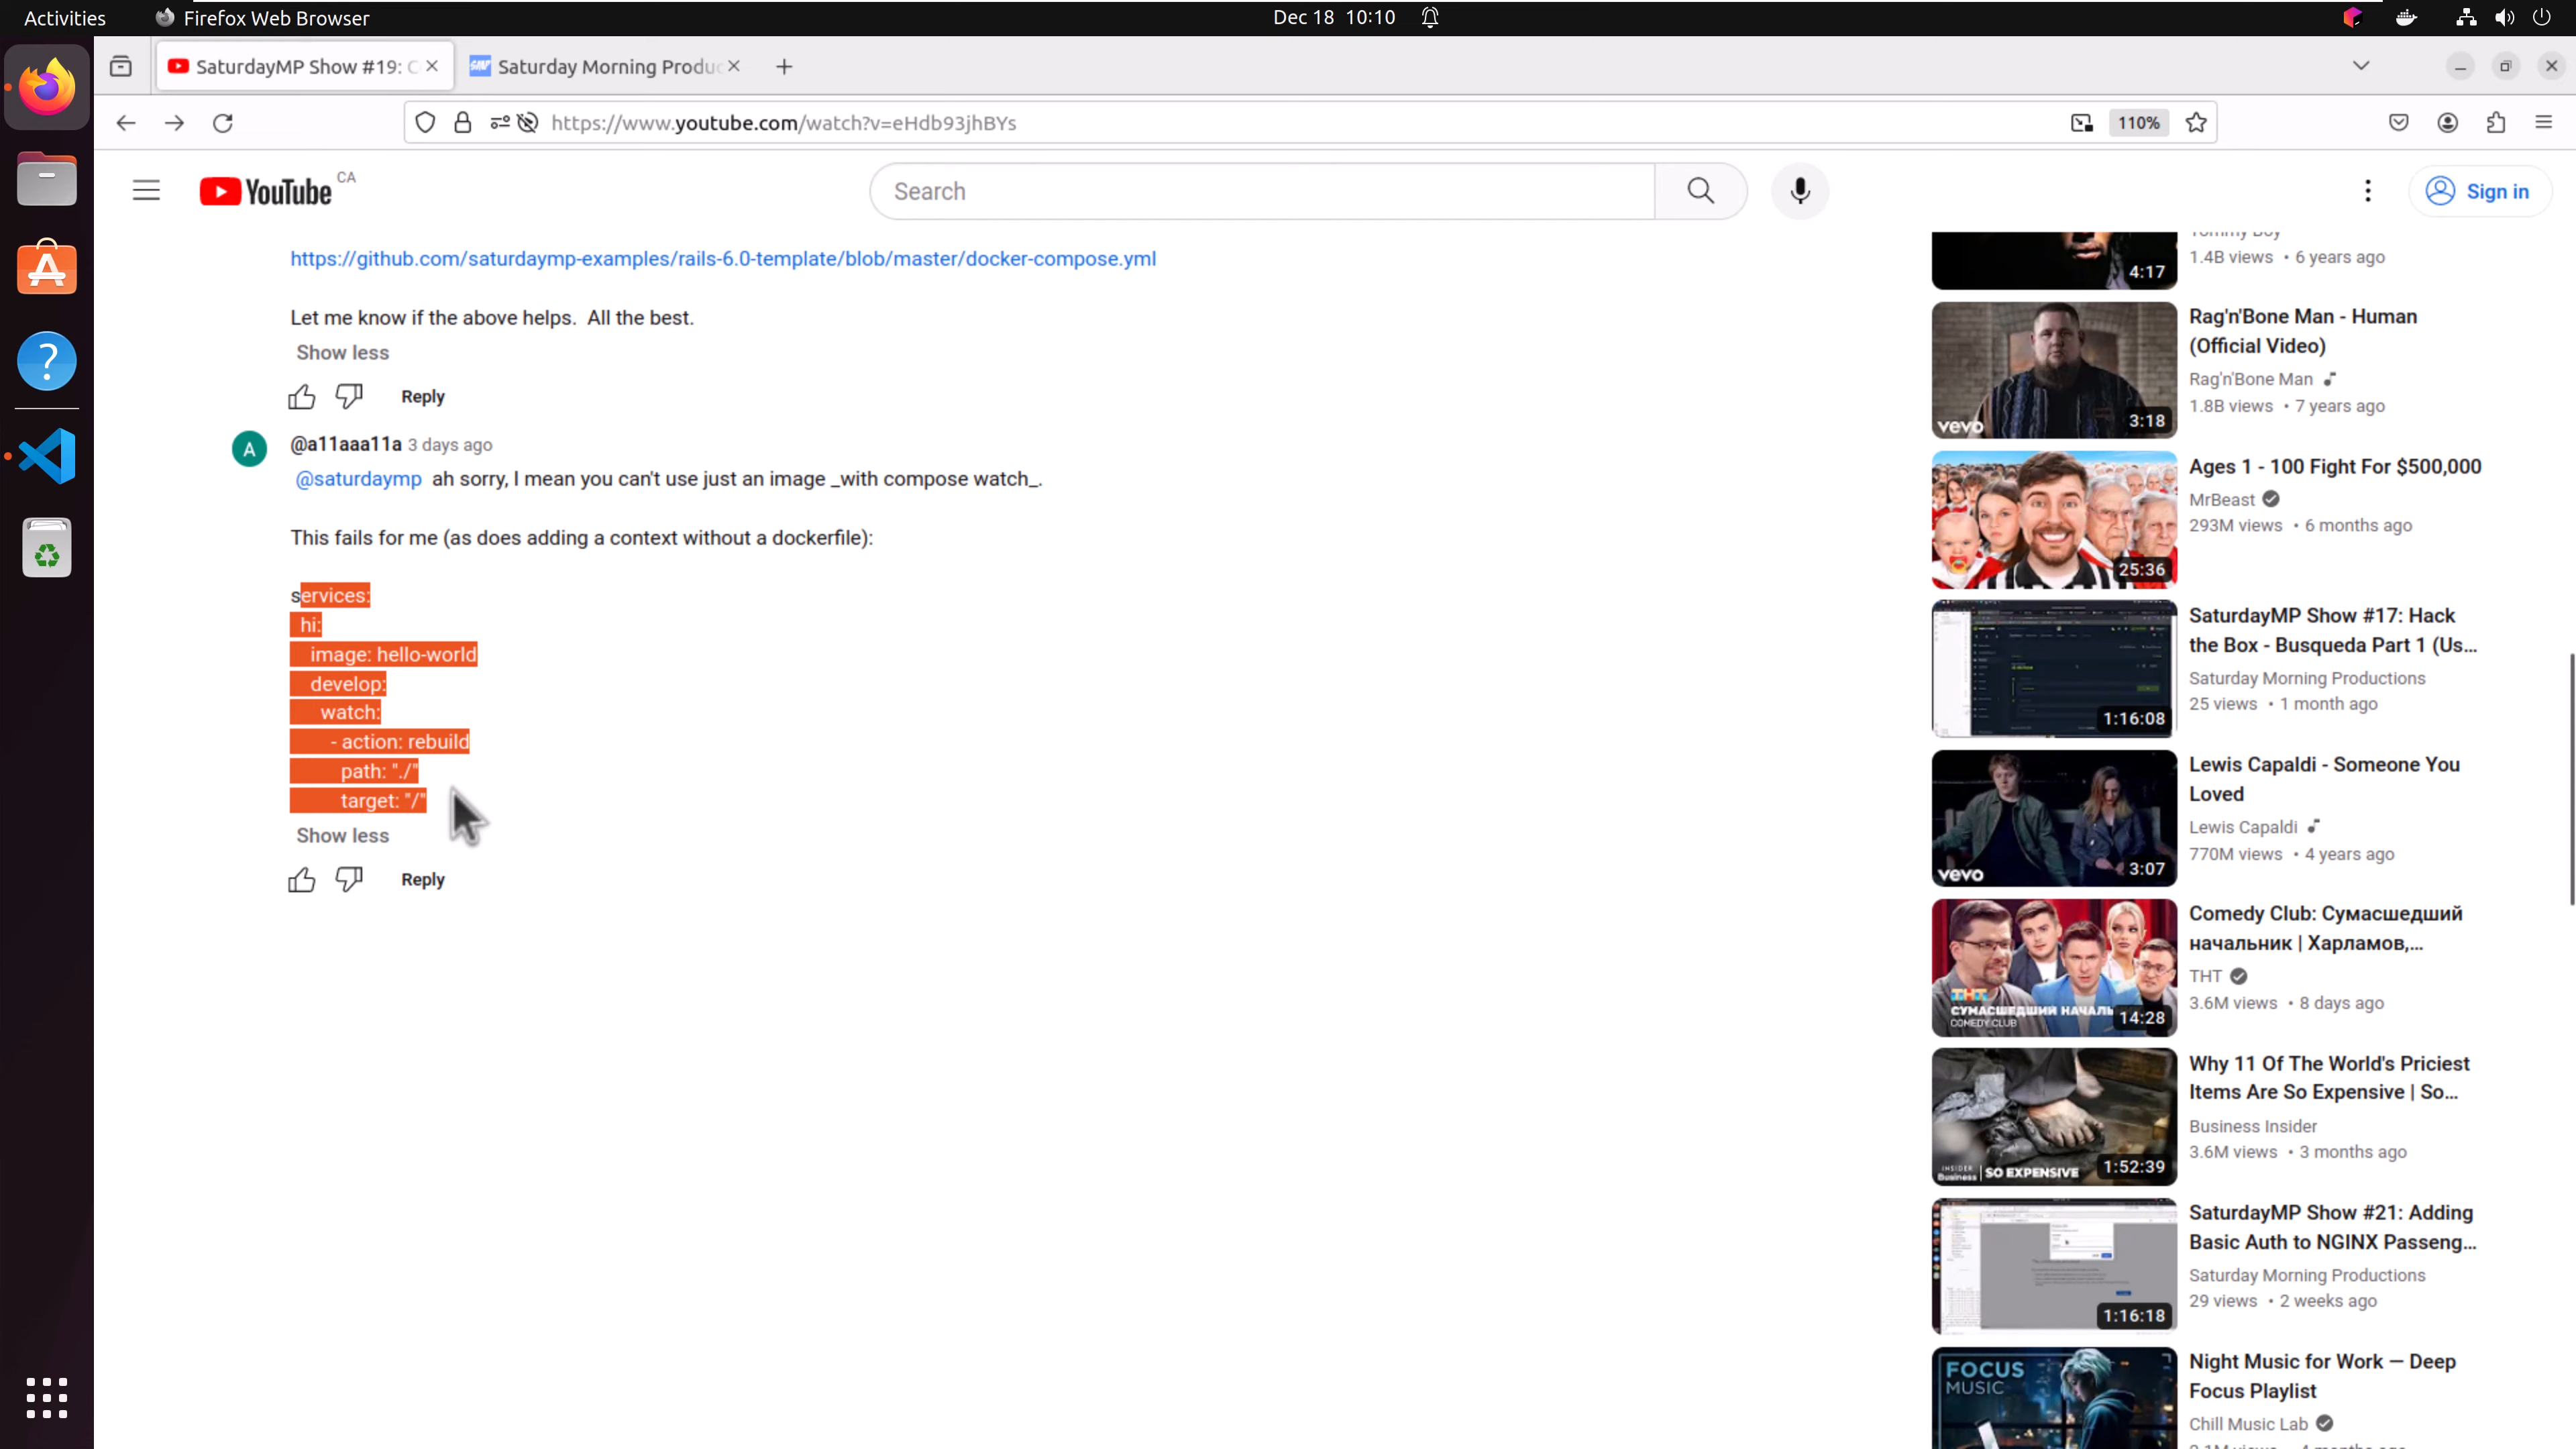 Activities
Firefox Web Browser
Dec 18 10:10
SaturdayMP Show #19: C
Saturday Morning Produc
https://www.youtube.com/watch?v=eHdb93jhBYs
110%
YouTube CA
Search
Sign in
https://github.com/saturdaymp-examples/rails-6.0-template/blob/master/docker-compose.yml
Let me know if the above helps. All the best.
Show less
Reply
A
@a11aaa11a 3 days ago
@saturdaymp ah sorry, I mean you can't use just an image _with compose watch_.
This fails for me (as does adding a context without a dockerfile):
services:
hi:
image: hello-world
develop:
watch:
- action: rebuild
path: "./"
target: "/"
Show less
Reply
Tommy Boy
1.4B views • 6 years ago
4:17
Rag'n'Bone Man - Human
(Official Video)
Rag'n'Bone Man
1.8B views • 7 years ago
vevo
3:18
Ages 1 - 100 Fight For $500,000
MrBeast
293M views • 6 months ago
25:36
SaturdayMP Show #17: Hack
the Box - Busqueda Part 1 (Us...
Saturday Morning Productions
25 views • 1 month ago
1:16:08
Lewis Capaldi - Someone You
Loved
Lewis Capaldi
770M views • 4 years ago
vevo
3:07
Comedy Club: Сумасшедший
начальник | Харламов,...
ТНТ
3.6M views • 8 days ago
ТНТ
СУМАСШЕДШИЙ НАЧАЛЬ
COMEDY CLUB
14:28
Why 11 Of The World's Priciest
Items Are So Expensive | So...
Business Insider
3.6M views • 3 months ago
INSIDER
Business | SO EXPENSIVE
1:52:39
SaturdayMP Show #21: Adding
Basic Auth to NGINX Passeng...
Saturday Morning Productions
29 views • 2 weeks ago
1:16:18
Night Music for Work — Deep
Focus Playlist
Chill Music Lab
FOCUS
MUSIC